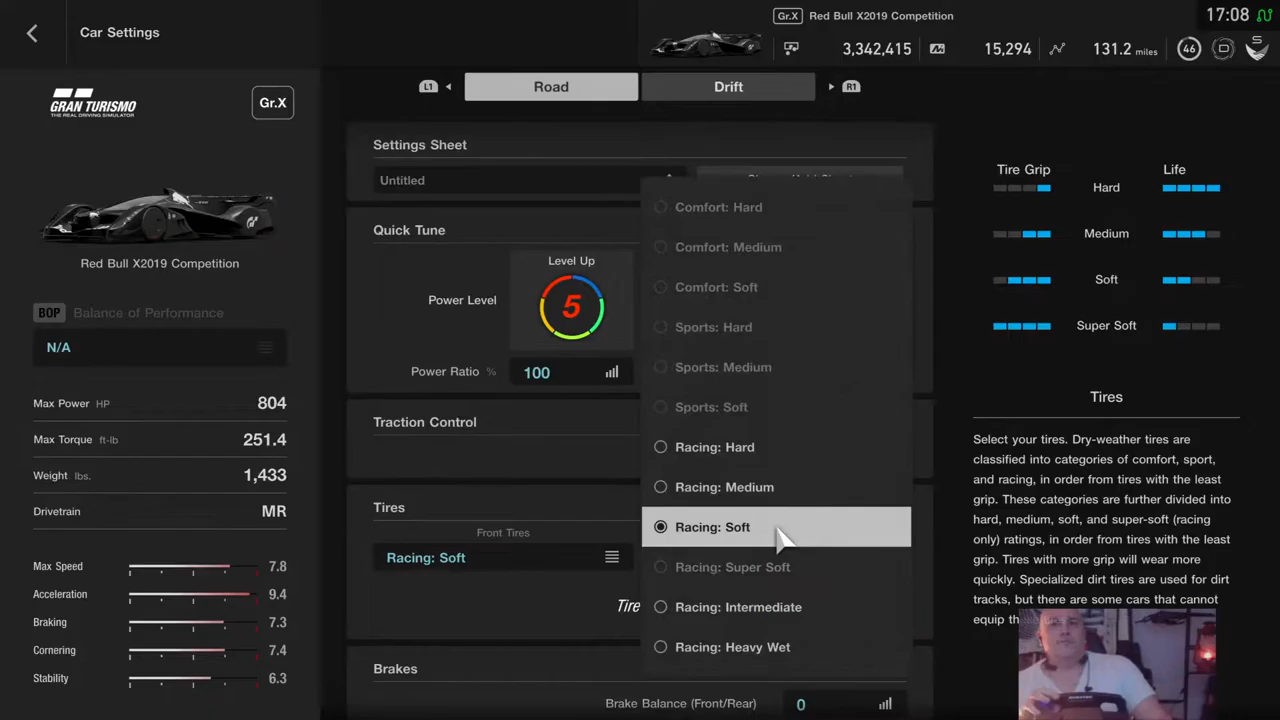 Gr.X Red Bull X2019 Competition
17:08
Car Settings
3,342,415
15,294
131.2 miles
46
D
S
L1
Road
Drift
R1
GRAN TURISMO
THE REAL DRIVING SIMULATOR
Gr.X
Red Bull X2019 Competition
BOP Balance of Performance
N/A
Max Power HP 804
Max Torque ft-lb 251.4
Weight lbs. 1,433
Drivetrain MR
Max Speed 7.8
Acceleration 9.4
Braking 7.3
Cornering 7.4
Stability 6.3
Settings Sheet
Untitled
Quick Tune
Level Up
Power Level 5
Power Ratio % 100
Traction Control
Tires
Front Tires
Racing: Soft
Tire
Brakes
Brake Balance (Front/Rear) 0
Comfort: Hard
Comfort: Medium
Comfort: Soft
Sports: Hard
Sports: Medium
Sports: Soft
Racing: Hard
Racing: Medium
Racing: Soft
Racing: Super Soft
Racing: Intermediate
Racing: Heavy Wet
Tire Grip Life
Hard
Medium
Soft
Super Soft
Tires
Select your tires. Dry-weather tires are
classified into categories of comfort, sport,
and racing, in order from tires with the least
grip. These categories are further divided into
hard, medium, soft, and super-soft (racing
only) ratings, in order from tires with the least
grip. Tires with more grip will wear more
quickly. Specialized dirt tires are used for dirt
tracks, but there are some cars that cannot
equip